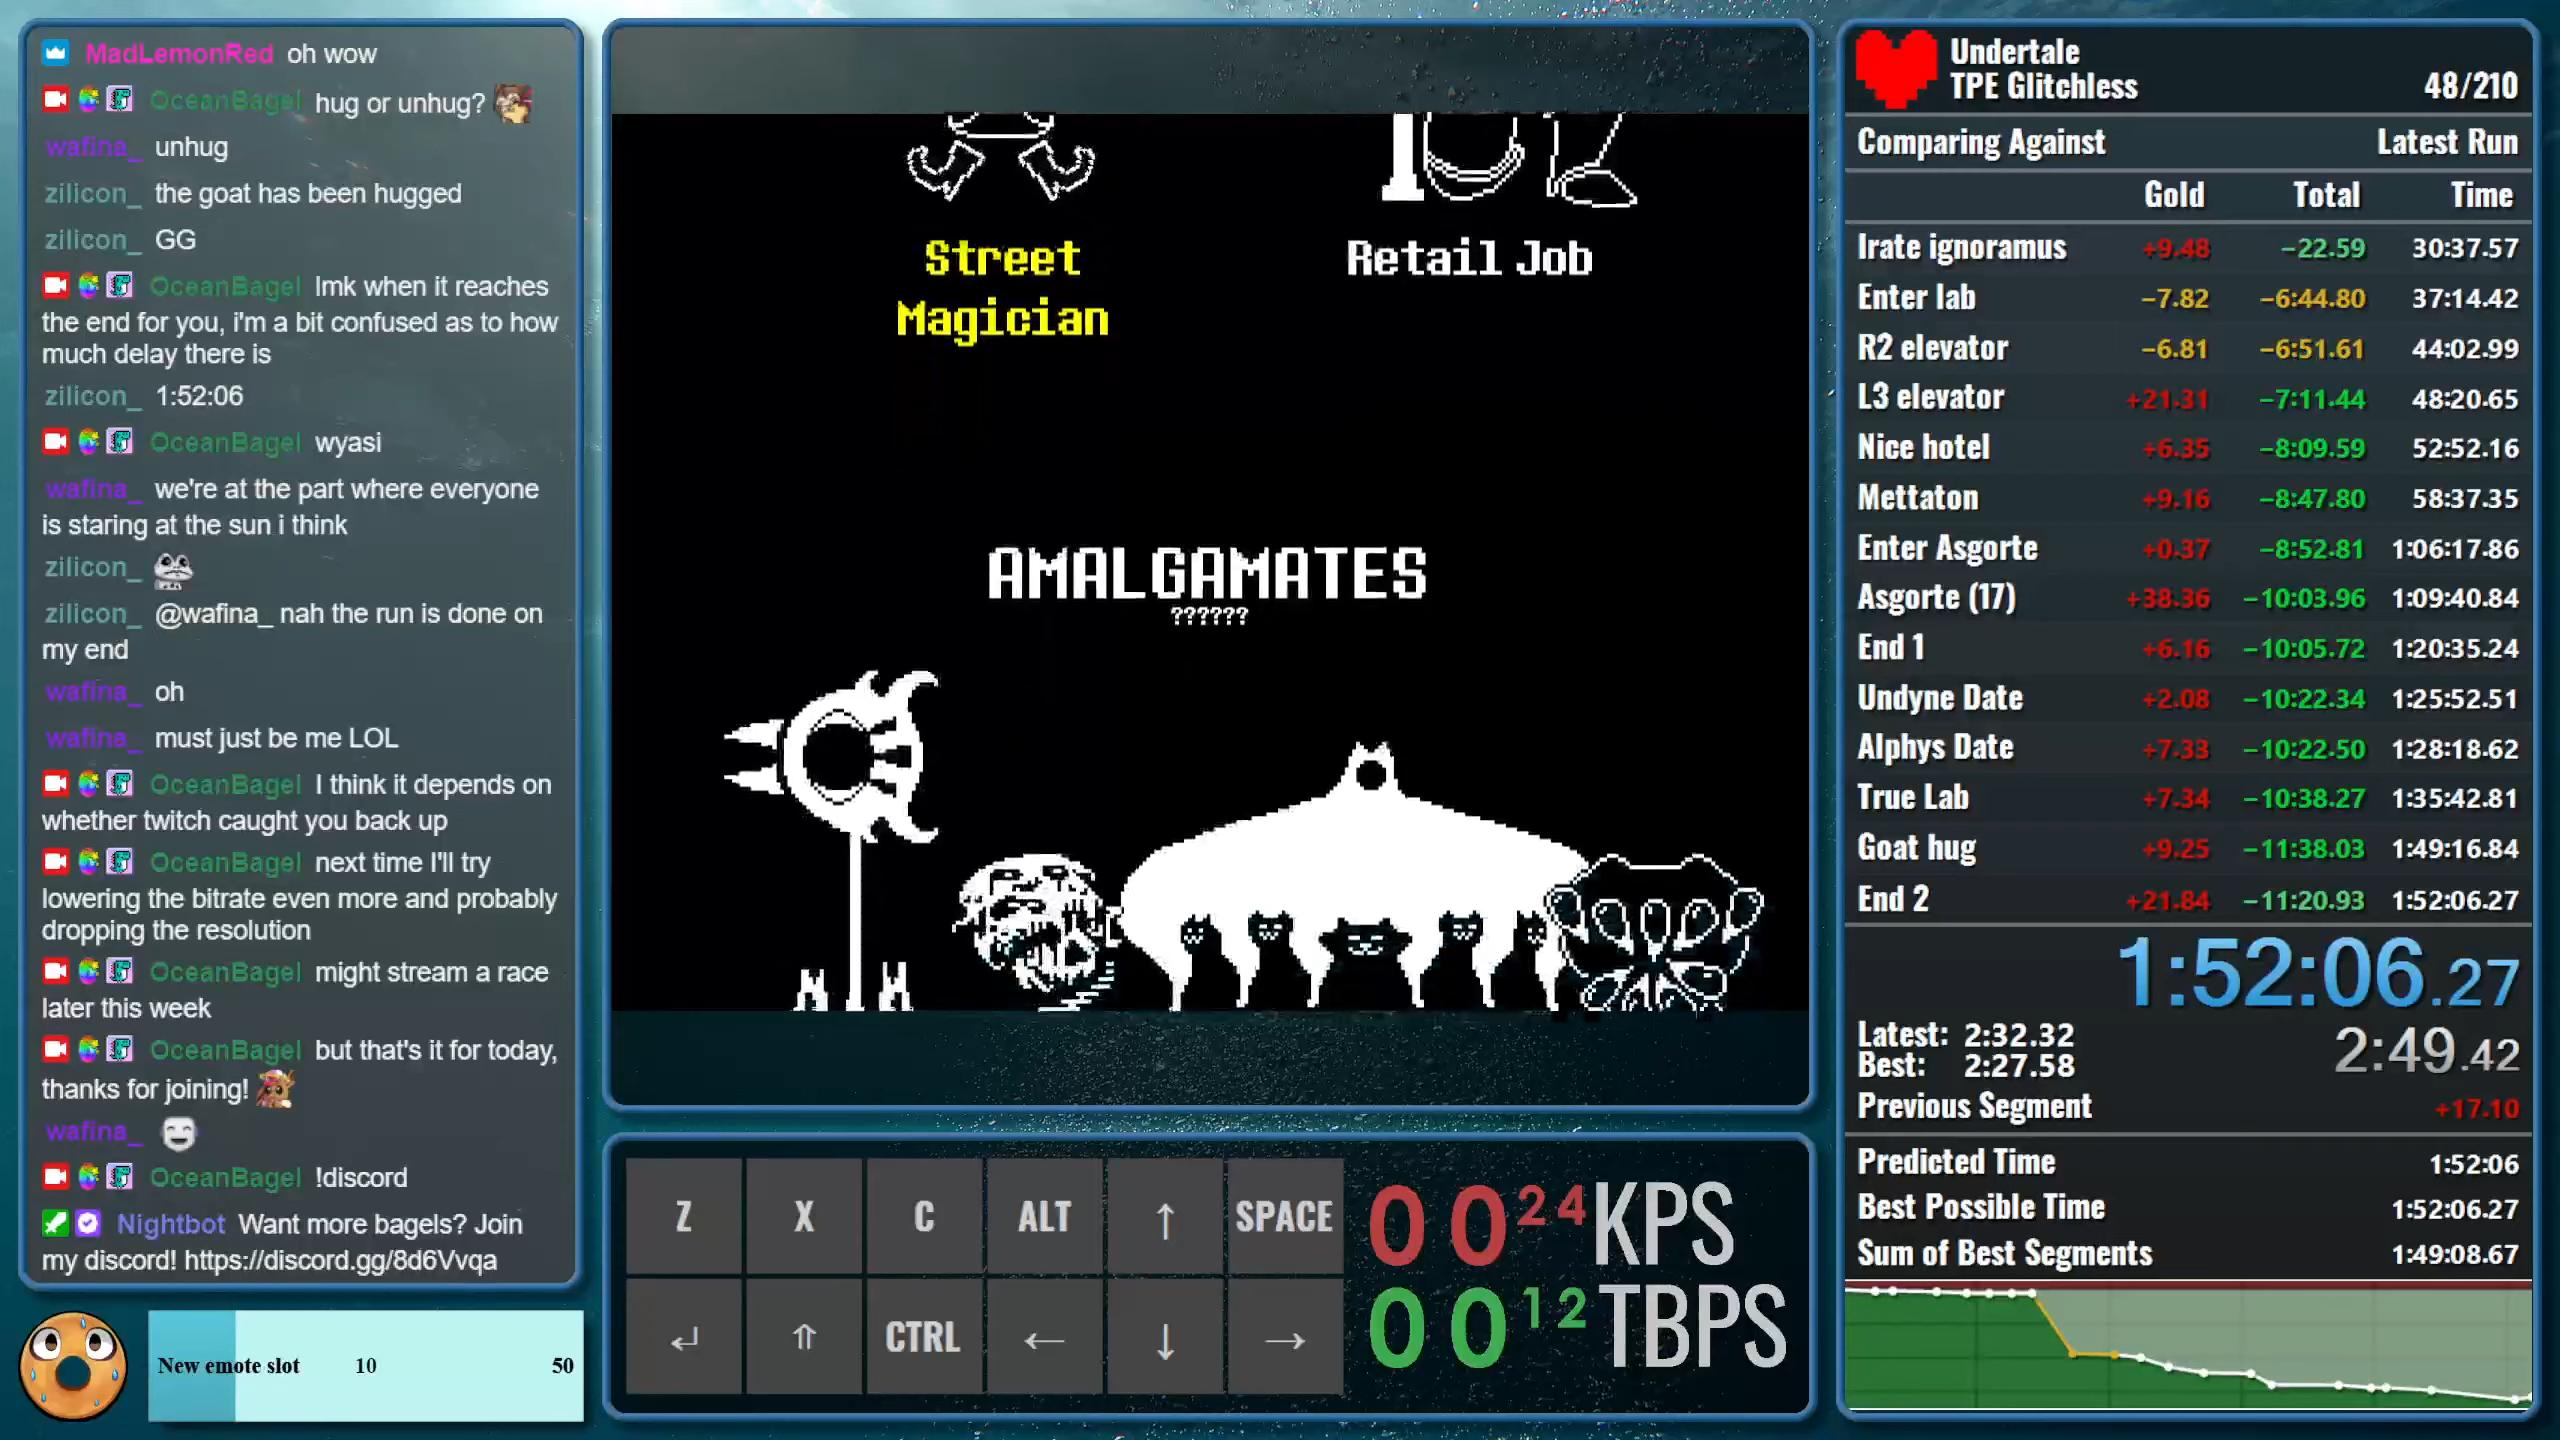 MadLemonRed oh wow
OceanBagel hug or unhug?
wafina_ unhug
zilicon_ the goat has been hugged
zilicon_ GG
OceanBagel lmk when it reaches
the end for you, i'm a bit confused as to how
much delay there is
zilicon_ 1:52:06
OceanBagel wyasi
wafina_ we're at the part where everyone
is staring at the sun i think
zilicon_
zilicon_ @wafina_ nah the run is done on
my end
wafina_ oh
wafina_ must just be me LOL
OceanBagel I think it depends on
whether twitch caught you back up
OceanBagel next time I'll try
lowering the bitrate even more and probably
dropping the resolution
OceanBagel might stream a race
later this week
OceanBagel but that's it for today,
thanks for joining!
wafina_
OceanBagel !discord
Nightbot Want more bagels? Join
my discord! https://discord.gg/8d6Vvqa
New emote slot 10 50
Street
Magician
Retail Job
AMALGAMATES
??????
Z X C ALT ↑ SPACE
↵ ⇑ CTRL ← ↓ →
0 0 24 KPS
0 0 12 TBPS
Undertale
TPE Glitchless 48/210
Comparing Against Latest Run
Gold Total Time
Irate ignoramus +9.48 −22.59 30:37.57
Enter lab −7.82 −6:44.80 37:14.42
R2 elevator −6.81 −6:51.61 44:02.99
L3 elevator +21.31 −7:11.44 48:20.65
Nice hotel +6.35 −8:09.59 52:52.16
Mettaton +9.16 −8:47.80 58:37.35
Enter Asgorte +0.37 −8:52.81 1:06:17.86
Asgorte (17) +38.36 −10:03.96 1:09:40.84
End 1 +6.16 −10:05.72 1:20:35.24
Undyne Date +2.08 −10:22.34 1:25:52.51
Alphys Date +7.33 −10:22.50 1:28:18.62
True Lab +7.34 −10:38.27 1:35:42.81
Goat hug +9.25 −11:38.03 1:49:16.84
End 2 +21.84 −11:20.93 1:52:06.27
1:52:06.27
Latest: 2:32.32
Best: 2:27.58
2:49.42
Previous Segment +17.10
Predicted Time 1:52:06
Best Possible Time 1:52:06.27
Sum of Best Segments 1:49:08.67